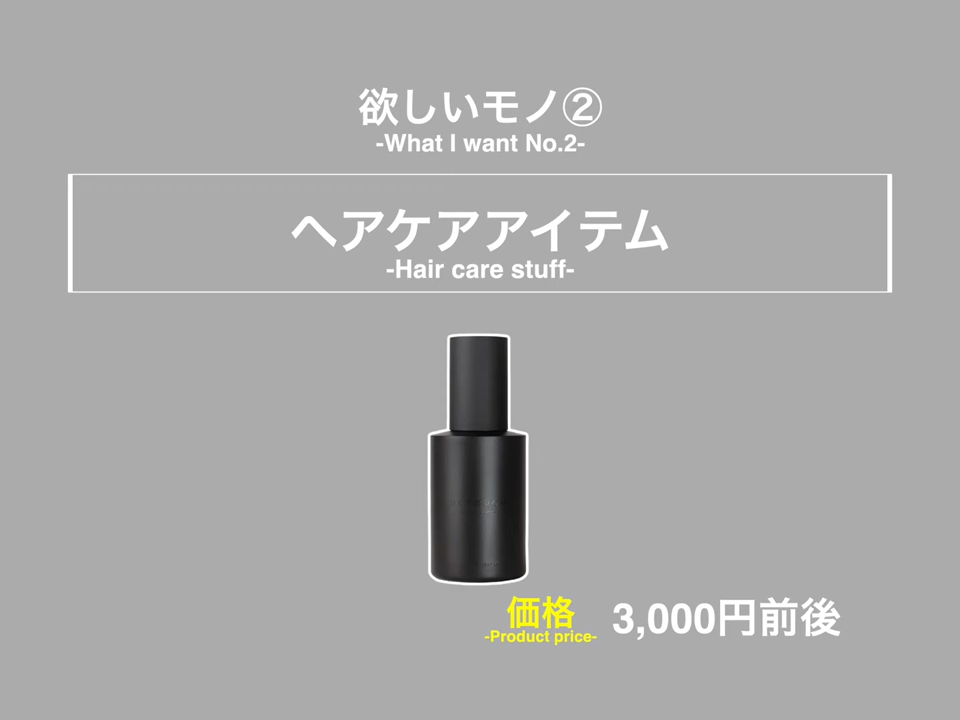 欲しいモノ②
-What I want No.2-
ヘアケアアイテム
-Hair care stuff-
価格 3,000円前後
-Product price-